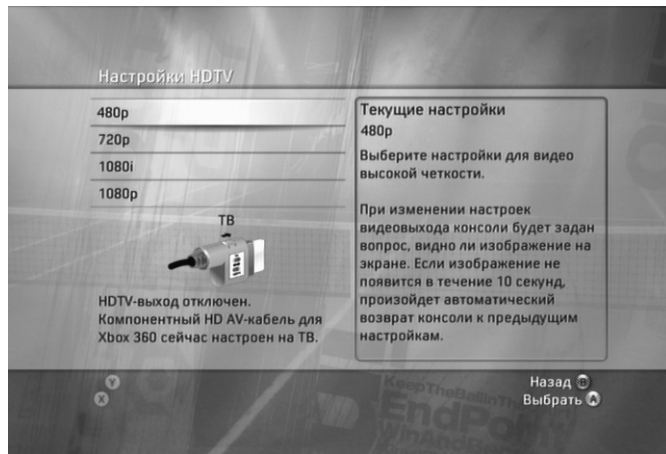 Настройки HDTV
480p
720p
1080i
1080p
ТВ
HDTV-выход отключен.
Компонентный HD AV-кабель для
Xbox 360 сейчас настроен на ТВ.
Текущие настройки
480p
Выберите настройки для видео
высокой четкости.
При изменении настроек
видеовыхода консоли будет задан
вопрос, видно ли изображение на
экране. Если изображение не
появится в течение 10 секунд,
произойдет автоматический
возврат консоли к предыдущим
настройкам.
Y
X
Назад B
Выбрать A
KeepTheBallinThe
EndPoint